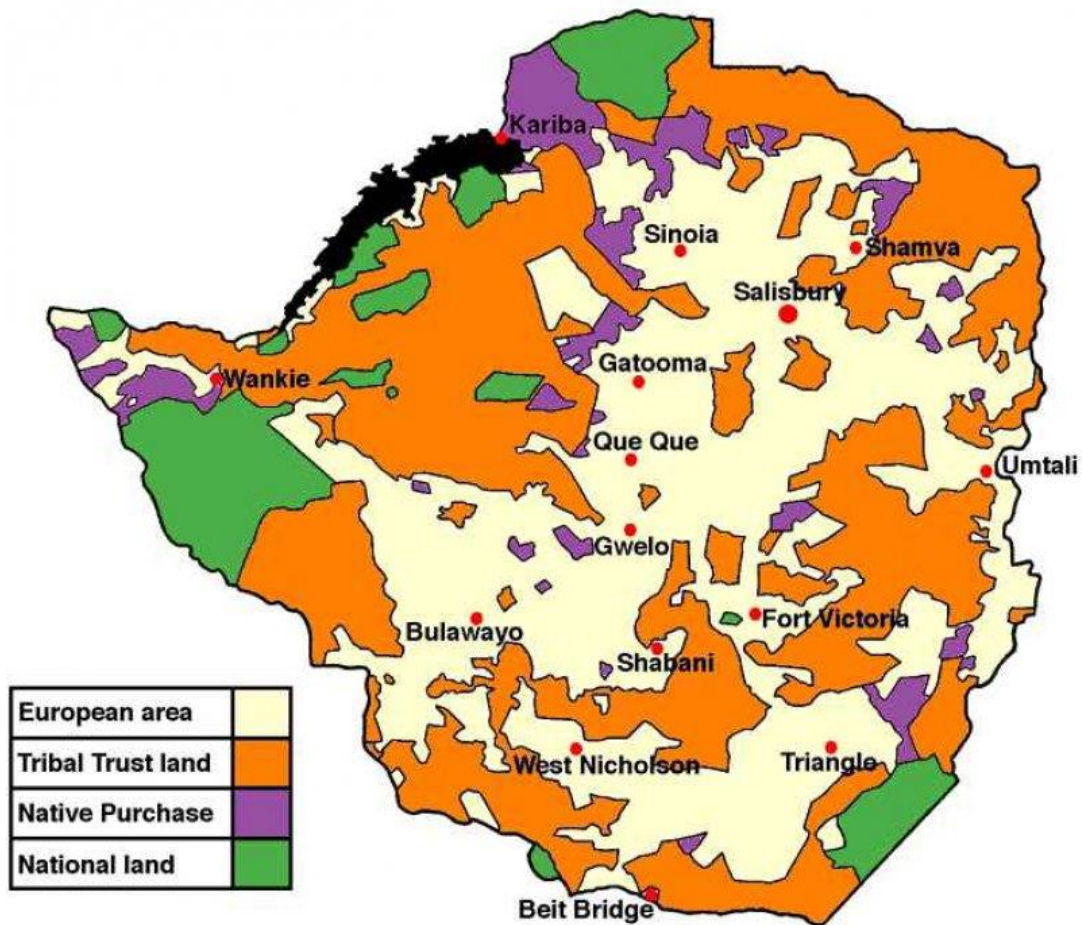 Kariba
Sinoia
Shamva
Salisbury
Wankie
Gatooma
Que Que
Umtali
Gwelo
Bulawayo
Fort Victoria
Shabani
West Nicholson
Triangle
Beit Bridge
European area
Tribal Trust land
Native Purchase
National land